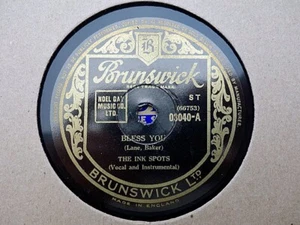 Brunswick
TRADE MARK
NOEL GAY
MUSIC CO.
LTD.
ST
(66753)
03040-A
BLESS YOU
(Lane, Baker)
THE INK SPOTS
(Vocal and Instrumental)
BRUNSWICK LTD
MADE IN ENGLAND